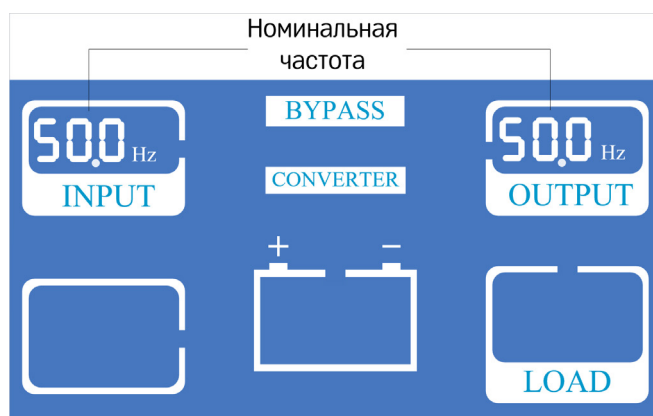 Номинальная
частота
50.0 Hz
BYPASS
50.0 Hz
INPUT
CONVERTER
OUTPUT
+ −
LOAD